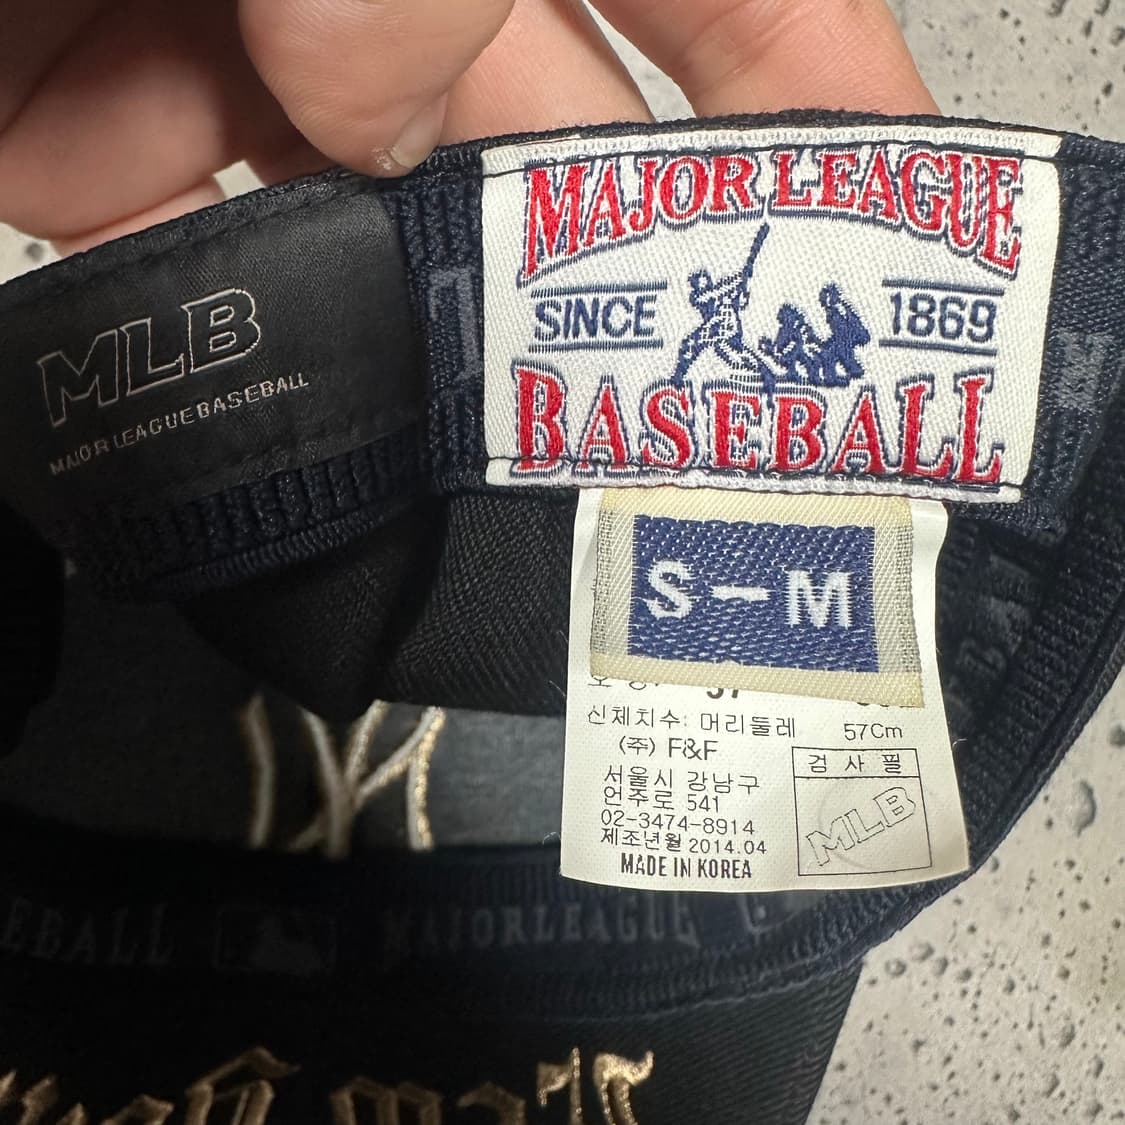 MAJOR LEAGUE
SINCE 1869
BASEBALL
MLB
MAJOR LEAGUE BASEBALL
S-M
신체치수: 머리둘레 57Cm
(주) F&F
서울시 강남구
언주로 541
02-3474-8914
제조년월 2014.04
MADE IN KOREA
검 사 필
MLB
EBALL MAJORLEAGUE